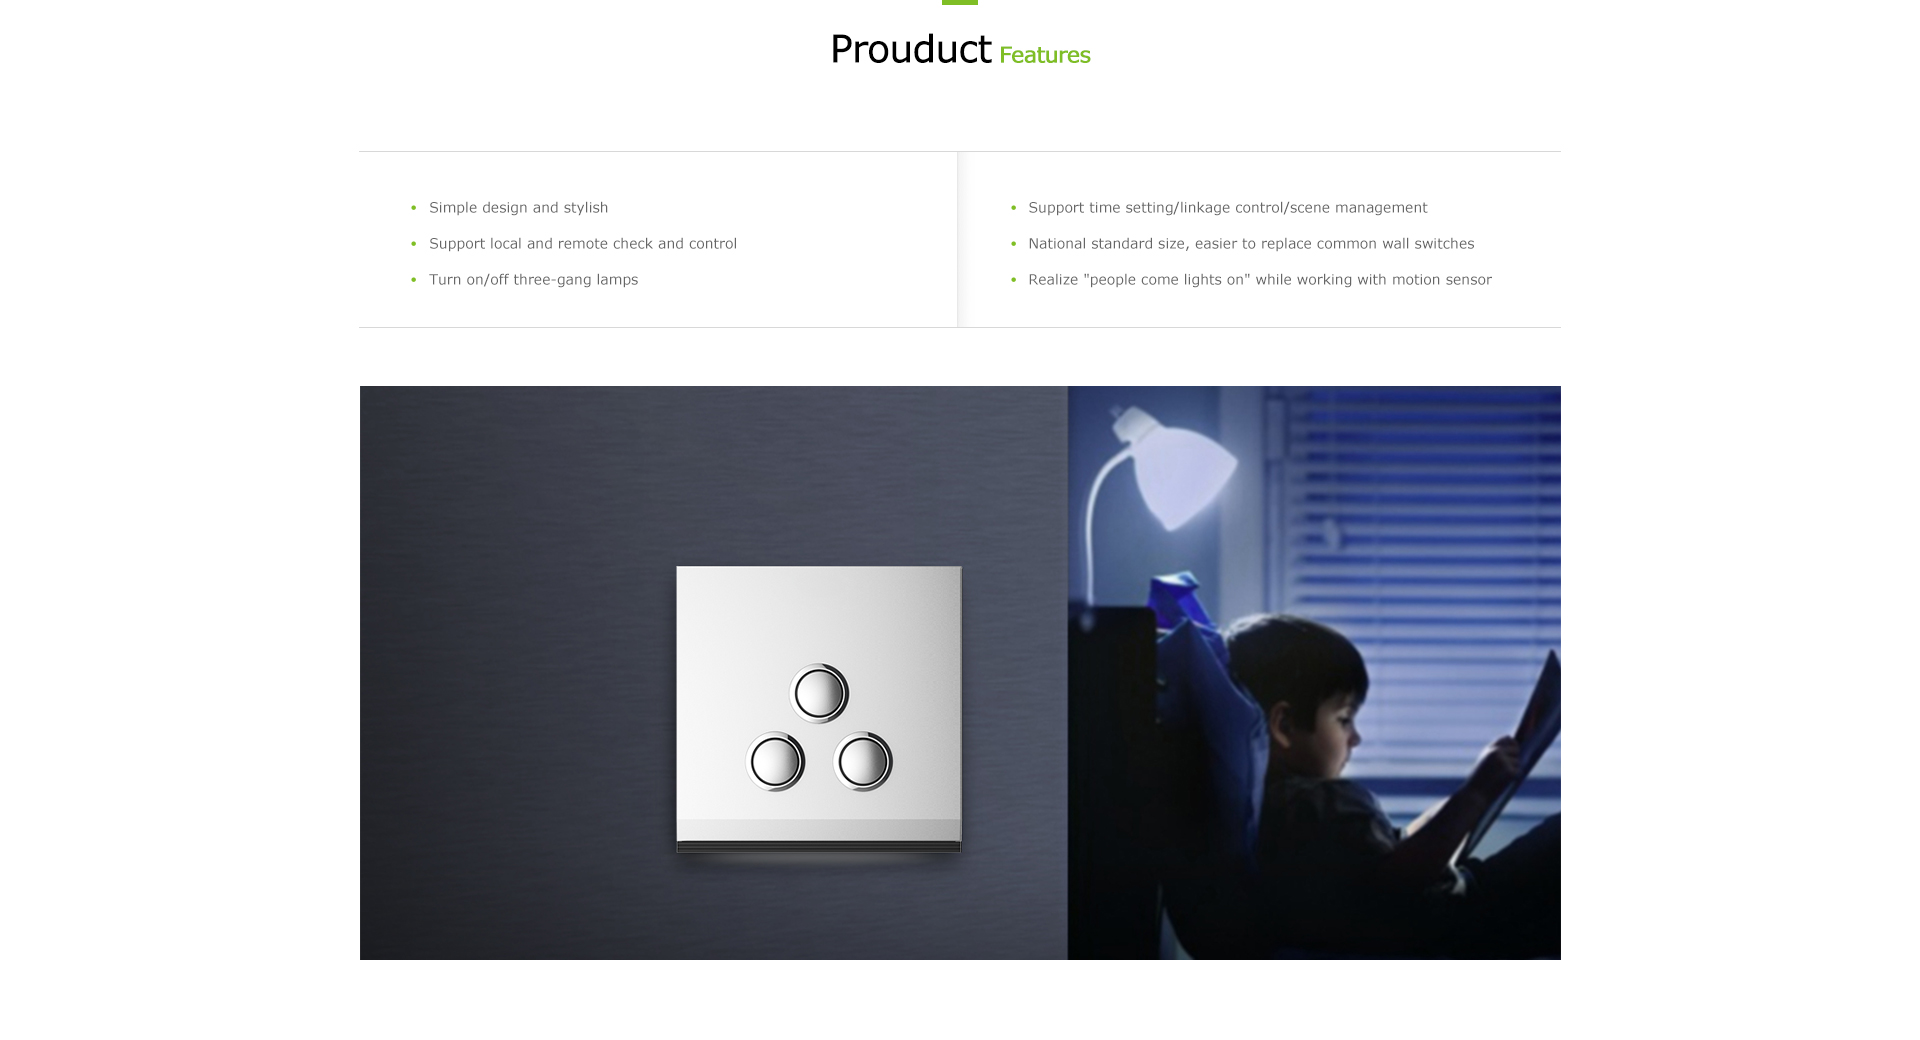 Prouduct Features
• Simple design and stylish
• Support local and remote check and control
• Turn on/off three-gang lamps
• Support time setting/linkage control/scene management
• National standard size, easier to replace common wall switches
• Realize "people come lights on" while working with motion sensor